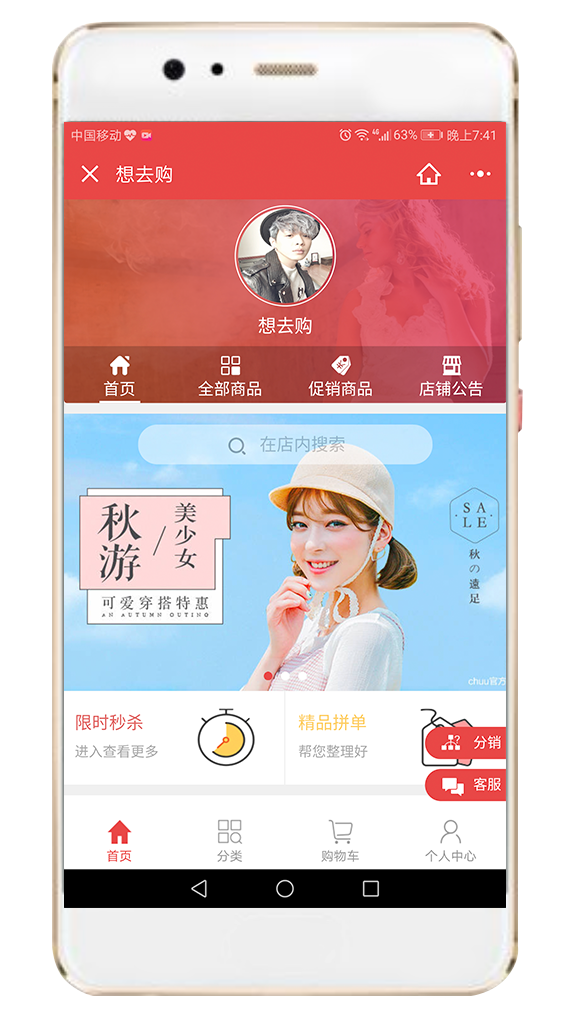 中国移动
4G 63% 晚上7:41
想去购
想去购
首页
全部商品
促销商品
店铺公告
在店内搜索
秋游
/
美少女
可爱穿搭特惠
AN AUTUMN OUTING
SA
LE
秋の遠足
chuu官方
限时秒杀
进入查看更多
精品拼单
帮您整理好
分销
客服
首页
分类
购物车
个人中心